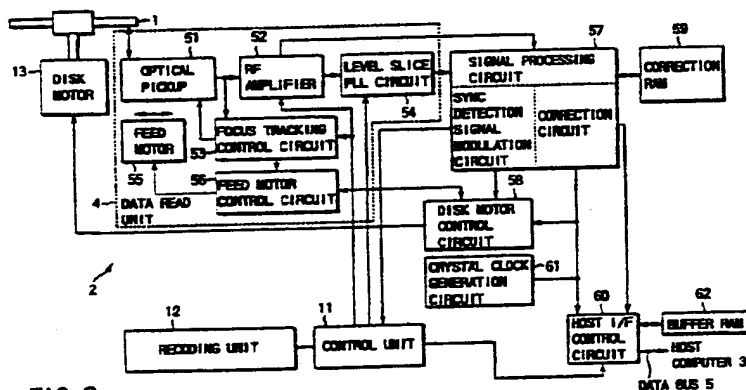 1
51
52
57
59
13
DISK
MOTOR
OPTICAL
PICKUP
RF
AMPLIFIER
LEVEL SLICE
PLL CIRCUIT
SIGNAL PROCESSING
CIRCUIT
CORRECTION RAM
54
SYNC
DETECTION
SIGNAL
MODULATION
CIRCUIT
CORRECTION
CIRCUIT
FEED
MOTOR
55
FOCUS TRACKING
CONTROL CIRCUIT
53
56
FEED MOTOR
CONTROL CIRCUIT
4
DATA READ
UNIT
58
DISK MOTOR
CONTROL
CIRCUIT
2
CRYSTAL CLOCK
GENERATION
CIRCUIT
61
12
RECODING UNIT
11
CONTROL UNIT
60
HOST I/F
CONTROL
CIRCUIT
62
BUFFER RAM
HOST
COMPUTER 3
DATA BUS 5